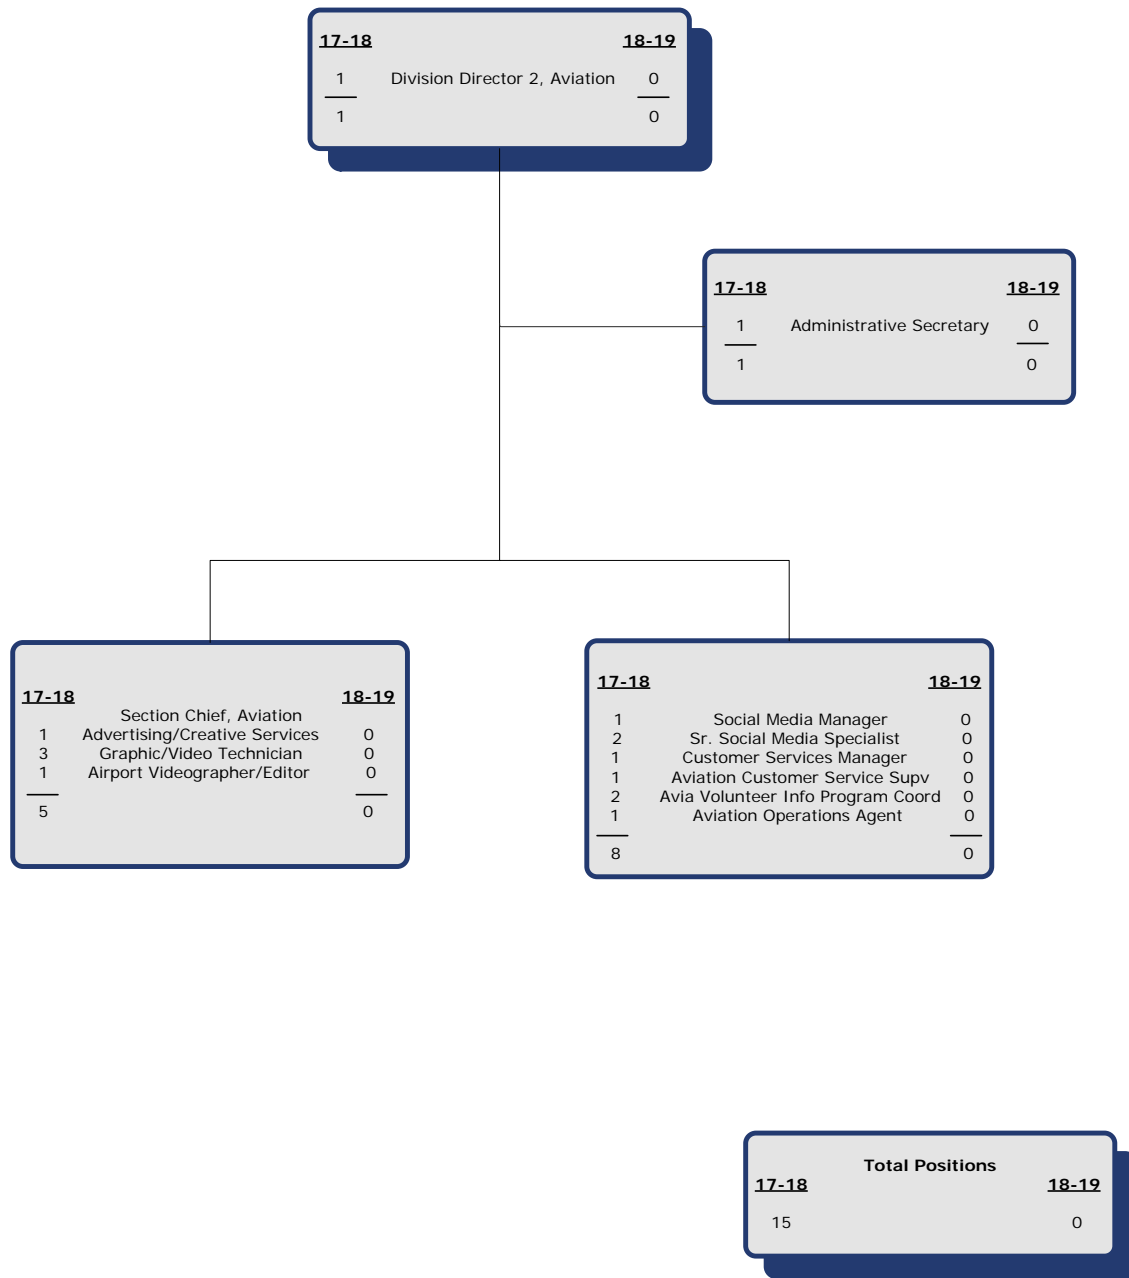 17-18 18-19
1 Division Director 2, Aviation 0
1 0
17-18 18-19
1 Administrative Secretary 0
1 0
17-18 18-19
Section Chief, Aviation
1 Advertising/Creative Services 0
3 Graphic/Video Technician 0
1 Airport Videographer/Editor 0
5 0
17-18 18-19
1 Social Media Manager 0
2 Sr. Social Media Specialist 0
1 Customer Services Manager 0
1 Aviation Customer Service Supv 0
2 Avia Volunteer Info Program Coord 0
1 Aviation Operations Agent 0
8 0
Total Positions
17-18 18-19
15 0